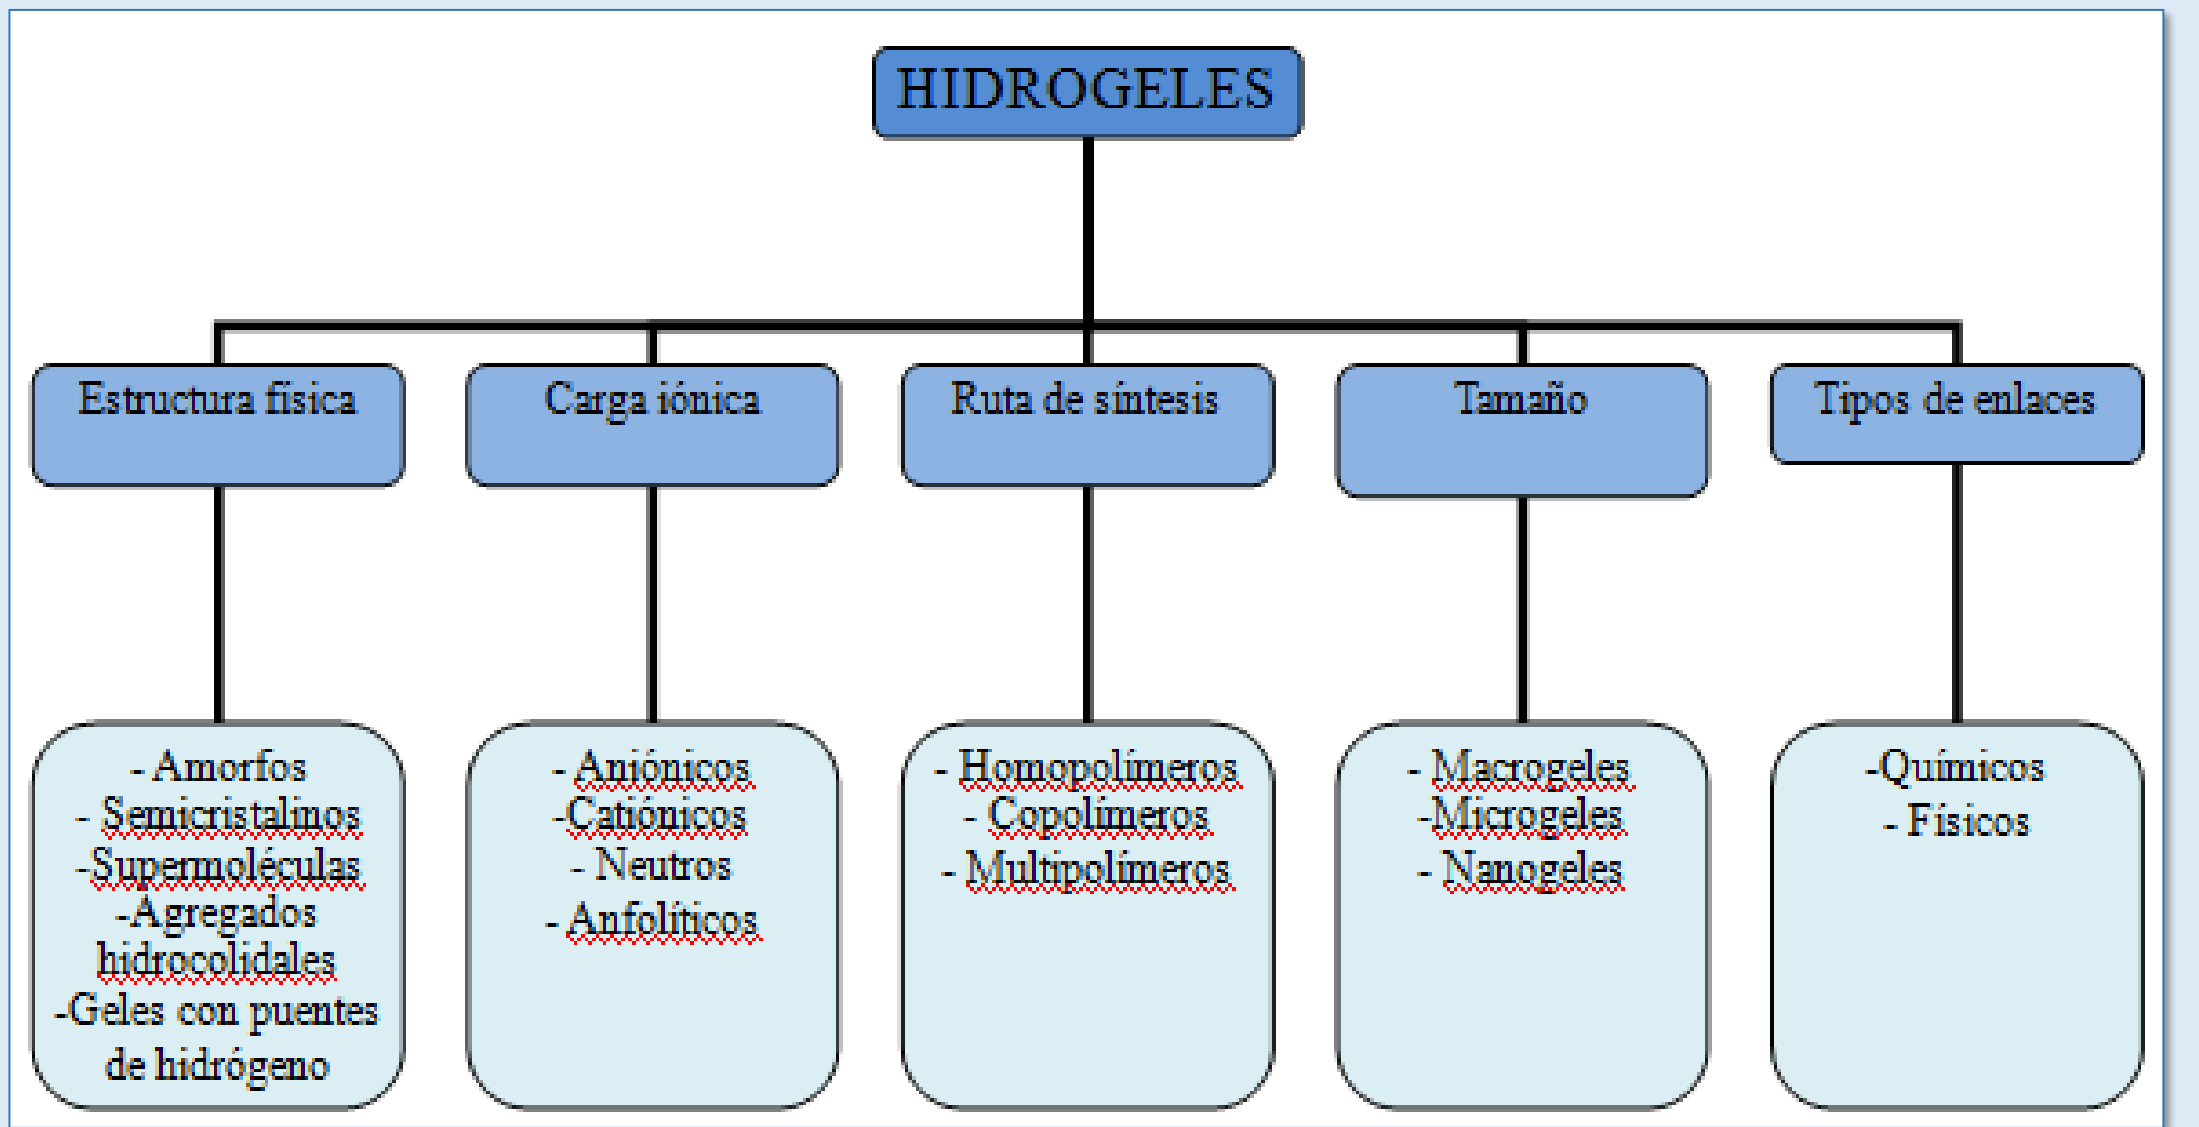 HIDROGELES
Estructura física
Carga iónica
Ruta de síntesis
Tamaño
Tipos de enlaces
- Amorfos
- Semicristalinos
-Supermoléculas
-Agregados
hidrocolidales
-Geles con puentes
de hidrógeno
- Aniónicos
-Catiónicos
- Neutros
- Anfolíticos
- Homopolímeros
- Copolímeros
- Multipolímeros
- Macrogeles
-Microgeles
- Nanogeles
-Químicos
- Físicos